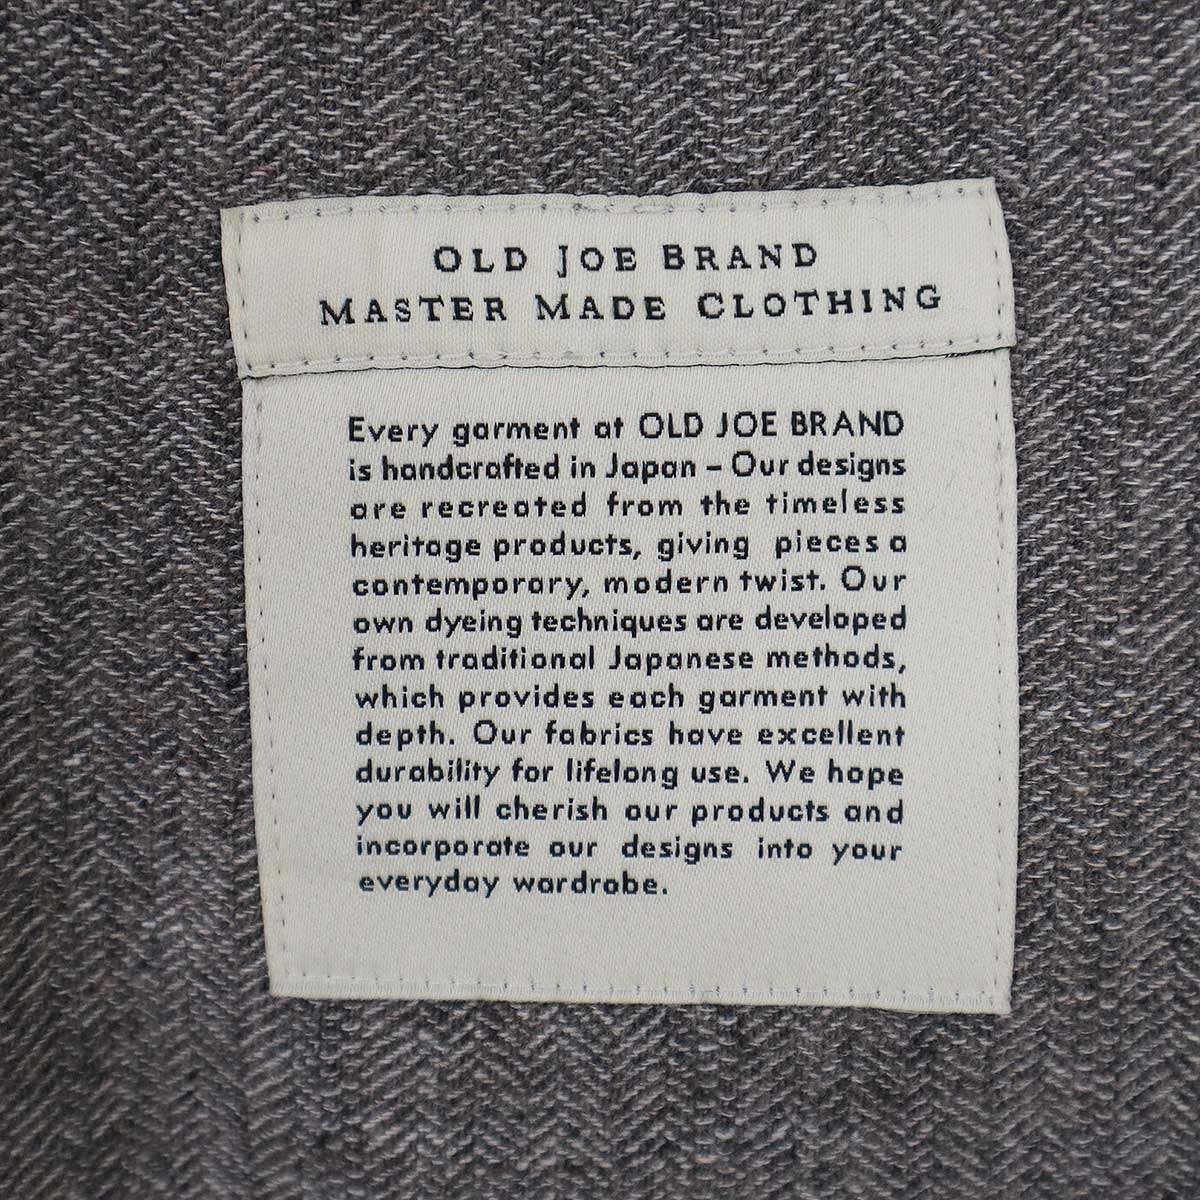 OLD JOE BRAND
MASTER MADE CLOTHING
Every garment at OLD JOE BRAND
is handcrafted in Japan – Our designs
are recreated from the timeless
heritage products, giving pieces a
contemporary, modern twist. Our
own dyeing techniques are developed
from traditional Japanese methods,
which provides each garment with
depth. Our fabrics have excellent
durability for lifelong use. We hope
you will cherish our products and
incorporate our designs into your
everyday wardrobe.